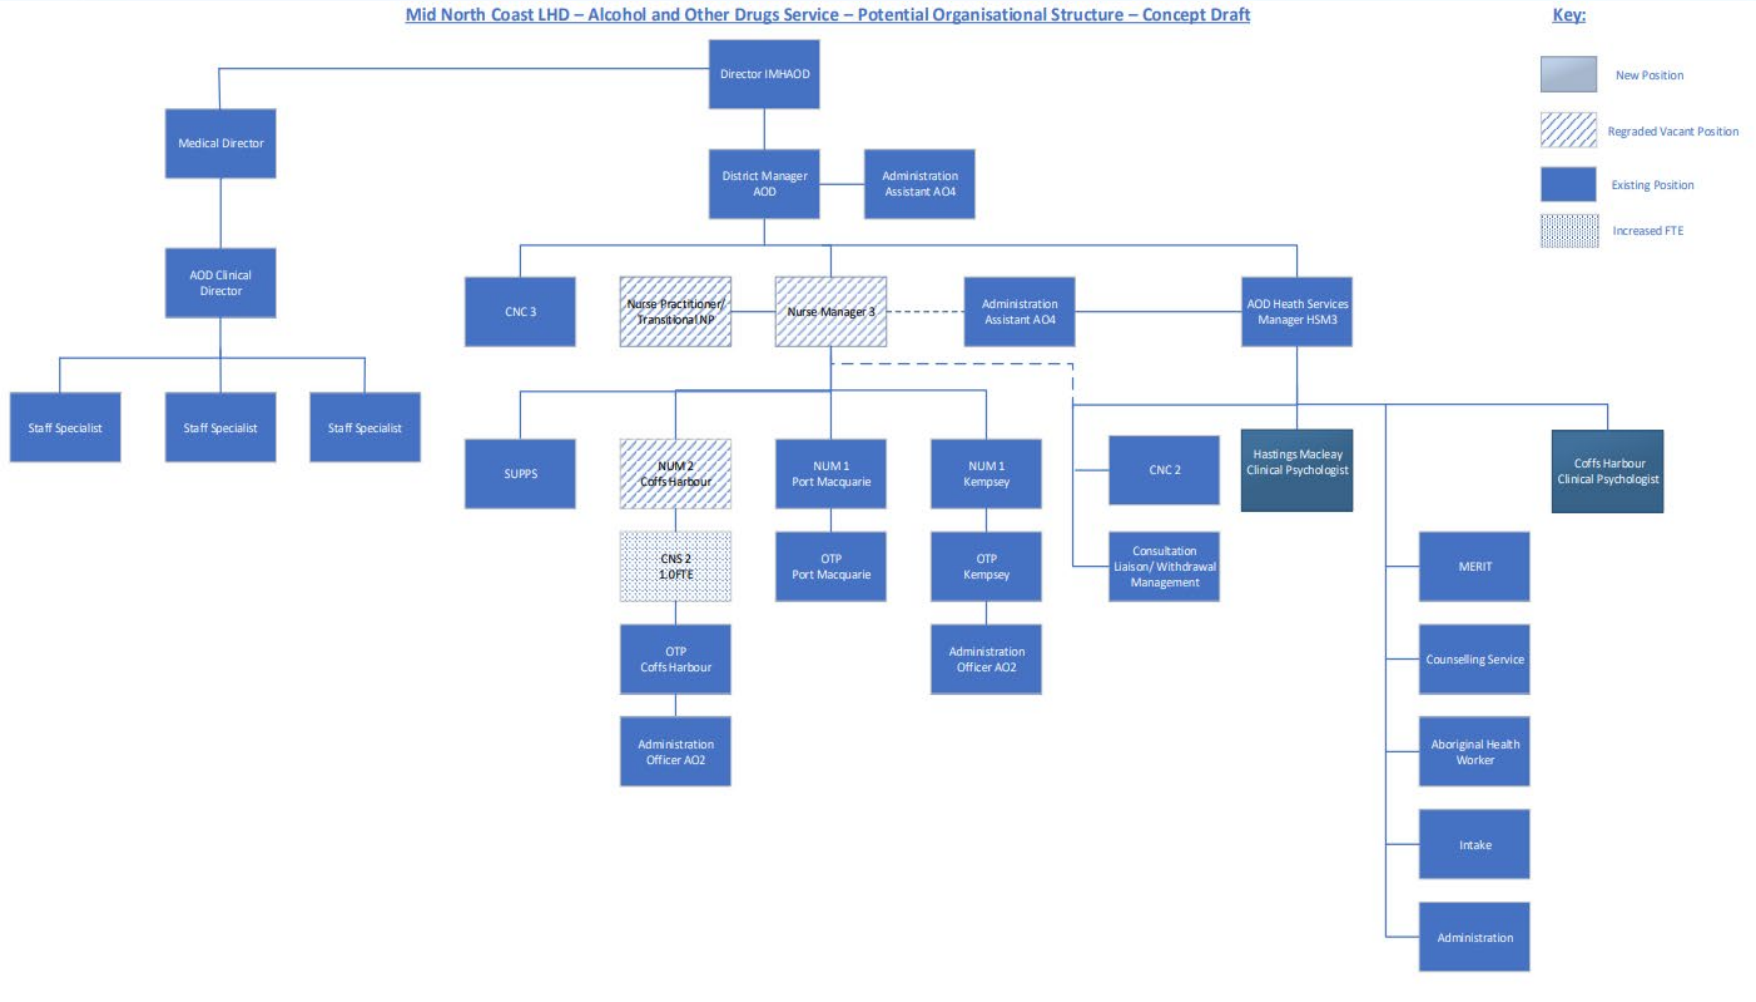 Mid North Coast LHD – Alcohol and Other Drugs Service – Potential Organisational Structure – Concept Draft
Key:
New Position
Regraded Vacant Position
Existing Position
Increased FTE
Director IMHAOD
Medical Director
District Manager
AOD
Administration
Assistant AO4
AOD Clinical
Director
CNC 3
Nurse Practitioner/
Transitional NP
Nurse Manager 3
Administration
Assistant AO4
AOD Heath Services
Manager HSM3
Staff Specialist
Staff Specialist
Staff Specialist
SUPPS
NUM 2
Coffs Harbour
NUM 1
Port Macquarie
NUM 1
Kempsey
CNC 2
Hastings Macleay
Clinical Psychologist
Coffs Harbour
Clinical Psychologist
CNS 2
1.0FTE
OTP
Port Macquarie
OTP
Kempsey
Consultation
Liaison/ Withdrawal
Management
MERIT
OTP
Coffs Harbour
Administration
Officer AO2
Counselling Service
Administration
Officer AO2
Aboriginal Health
Worker
Intake
Administration